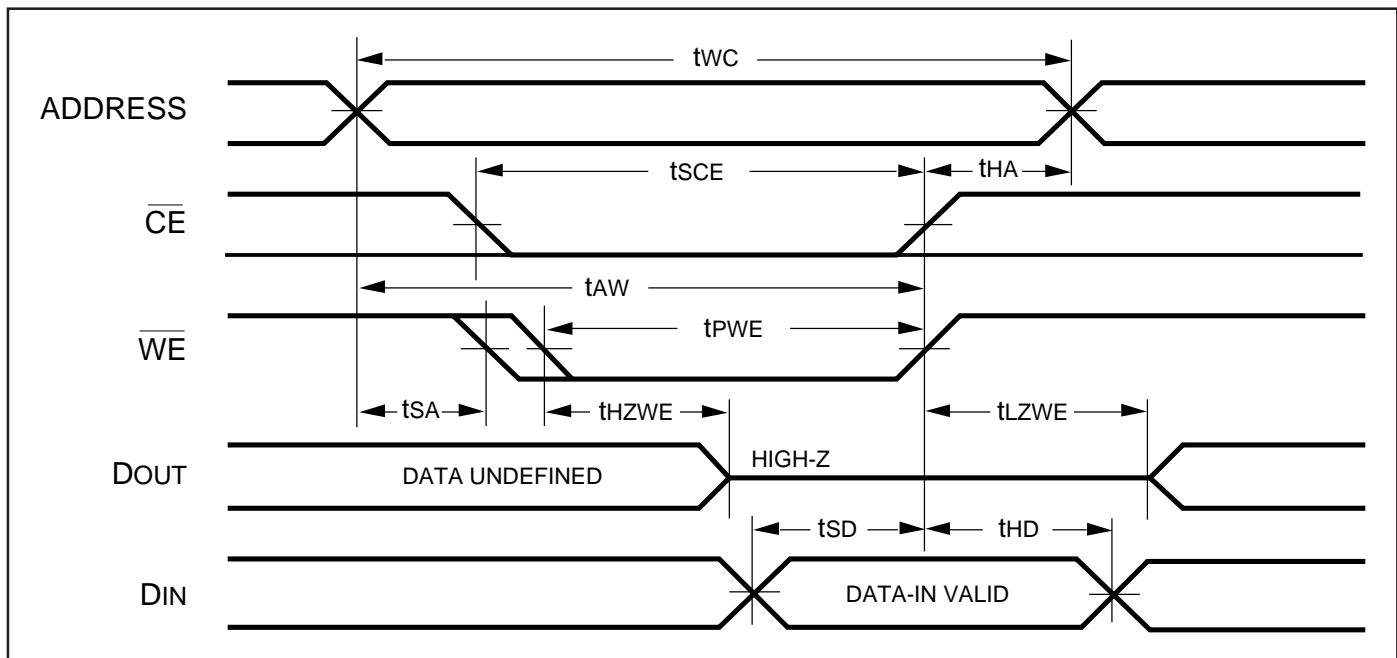 tWC
ADDRESS
tSCE
tHA
CE
tAW
tPWE
WE
tSA
tHZWE
tLZWE
DOUT
DATA UNDEFINED
HIGH-Z
tSD
tHD
DIN
DATA-IN VALID